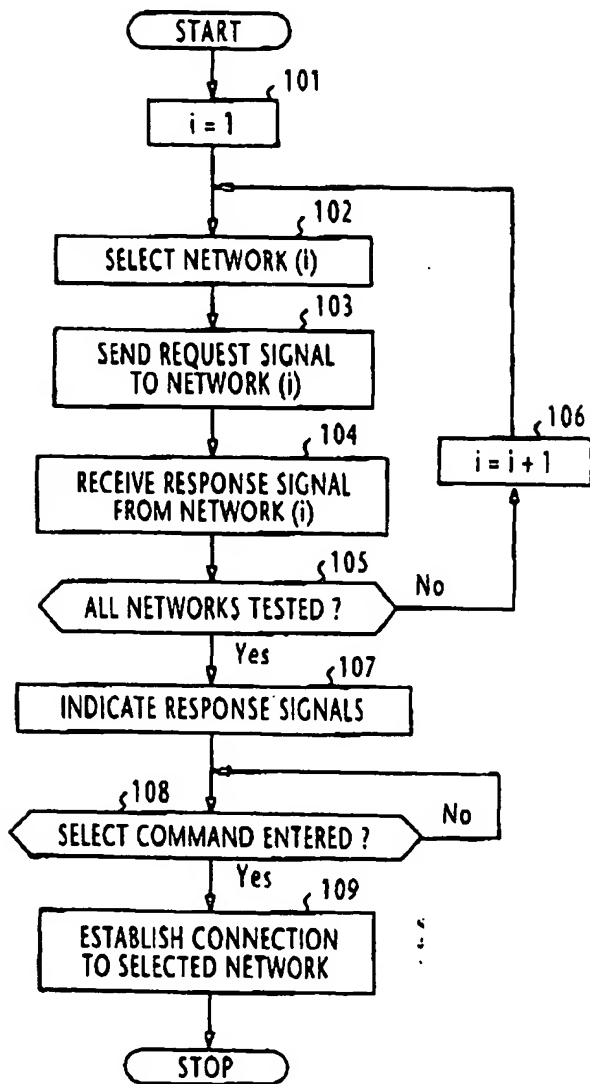 START
101
i = 1
102
SELECT NETWORK (i)
103
SEND REQUEST SIGNAL
TO NETWORK (i)
104
RECEIVE RESPONSE SIGNAL
FROM NETWORK (i)
106
i = i + 1
105
ALL NETWORKS TESTED ?
No
Yes
107
INDICATE RESPONSE SIGNALS
108
SELECT COMMAND ENTERED ?
No
Yes
109
ESTABLISH CONNECTION
TO SELECTED NETWORK
STOP